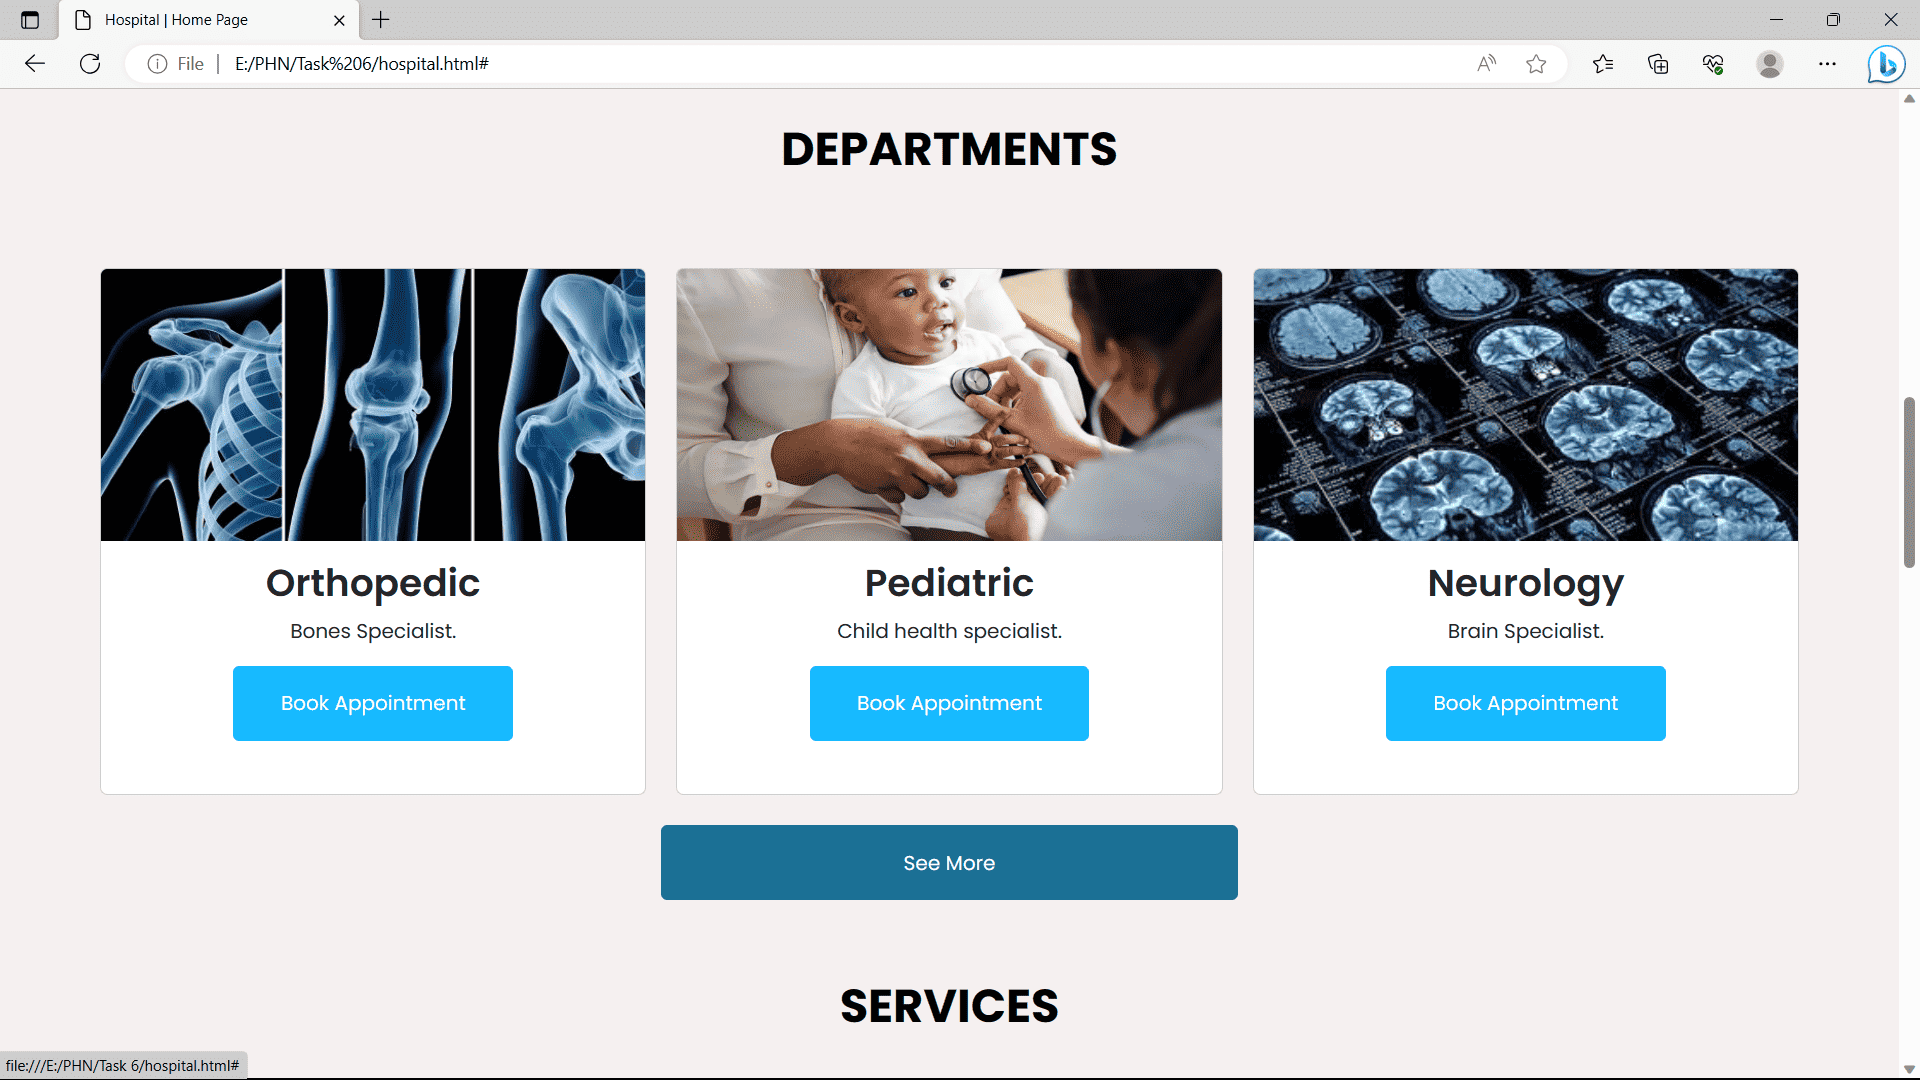 Hospital | Home Page
File
E:/PHN/Task%206/hospital.html#
DEPARTMENTS
Orthopedic
Bones Specialist.
Book Appointment
Pediatric
Child health specialist.
Book Appointment
Neurology
Brain Specialist.
Book Appointment
See More
SERVICES
file:///E:/PHN/Task 6/hospital.html#